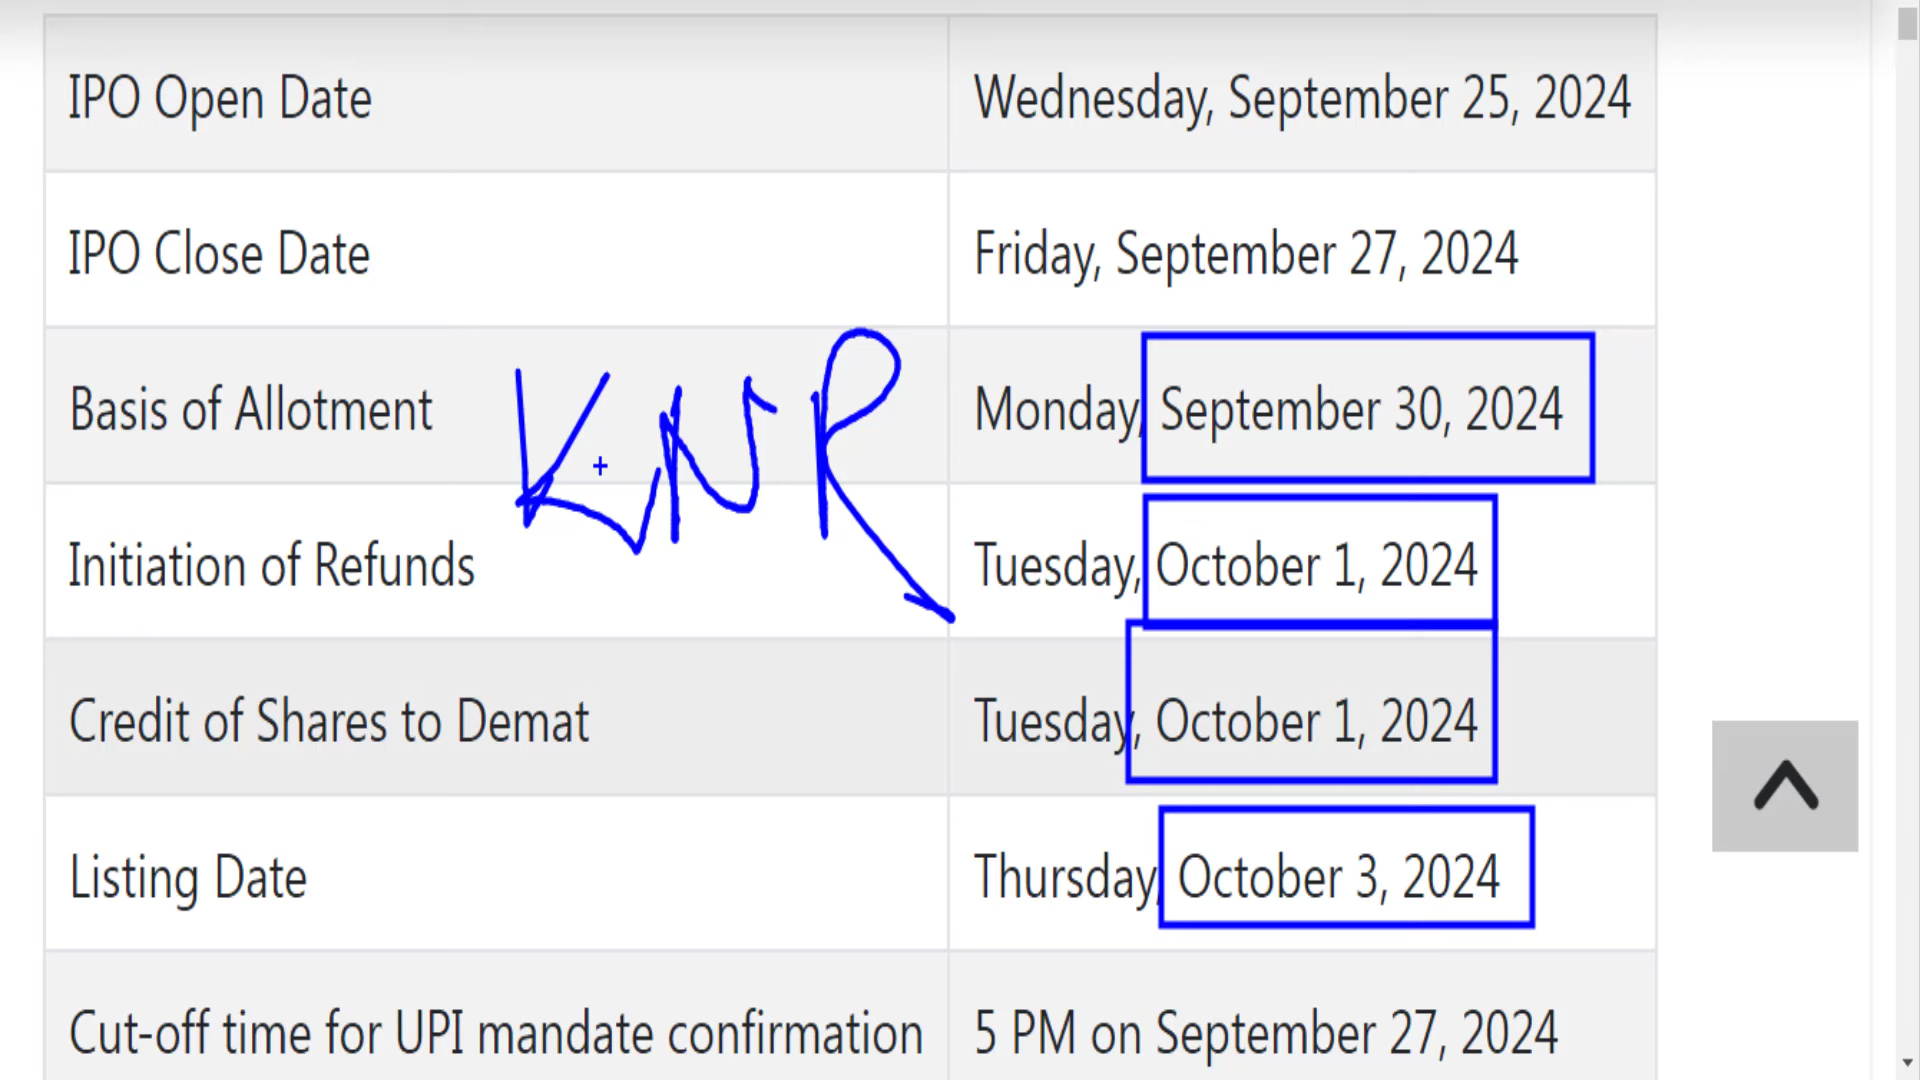 IPO Open Date Wednesday, September 25, 2024
IPO Close Date Friday, September 27, 2024
Basis of Allotment Monday, September 30, 2024
KNR
Initiation of Refunds Tuesday, October 1, 2024
Credit of Shares to Demat Tuesday, October 1, 2024
Listing Date Thursday, October 3, 2024
Cut-off time for UPI mandate confirmation 5 PM on September 27, 2024